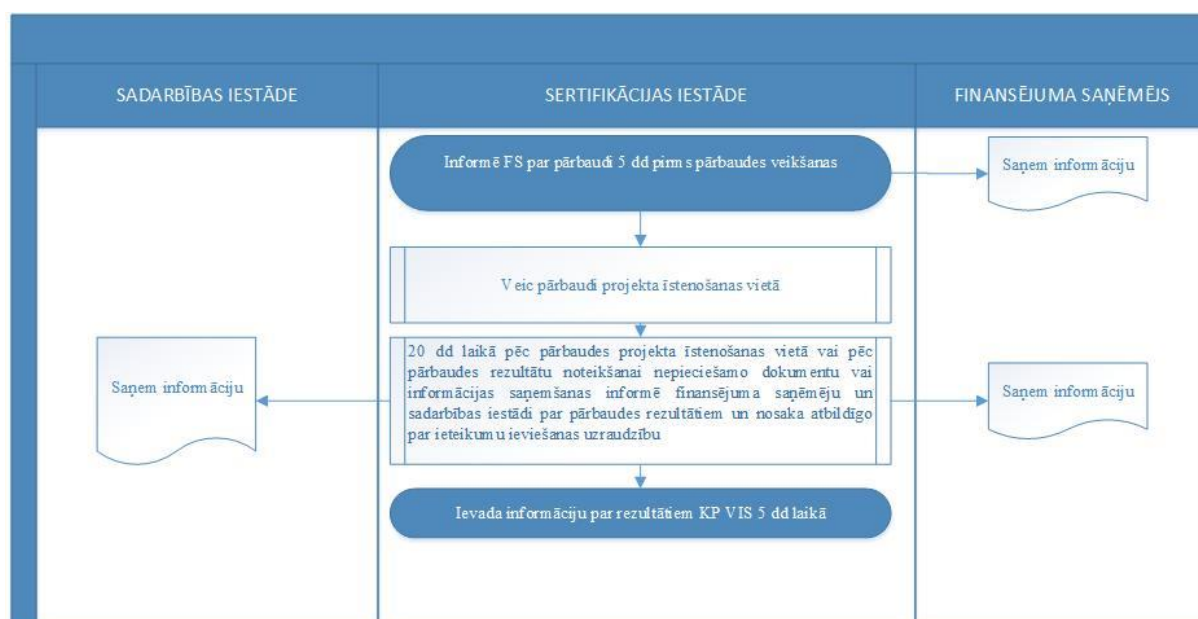 SADARBĪBAS IESTĀDE
SERTIFIKĀCIJAS IESTĀDE
FINANSĒJUMA SAŅĒMĒJS
Informē FS par pārbaudi 5 dd pirms pārbaudes veikšanas
Saņem informāciju
Veic pārbaudi projekta īstenošanas vietā
Saņem informāciju
20 dd laikā pēc pārbaudes projekta īstenošanas vietā vai pēc
pārbaudes rezultātu noteikšanai nepieciešamo dokumentu vai
informācijas saņemšanas informē finansējuma saņēmēju un
sadarbības iestādi par pārbaudes rezultātiem un nosaka atbildīgo
par ieteikumu ieviešanas uzraudzību
Saņem informāciju
Ievada informāciju par rezultātiem KP VIS 5 dd laikā